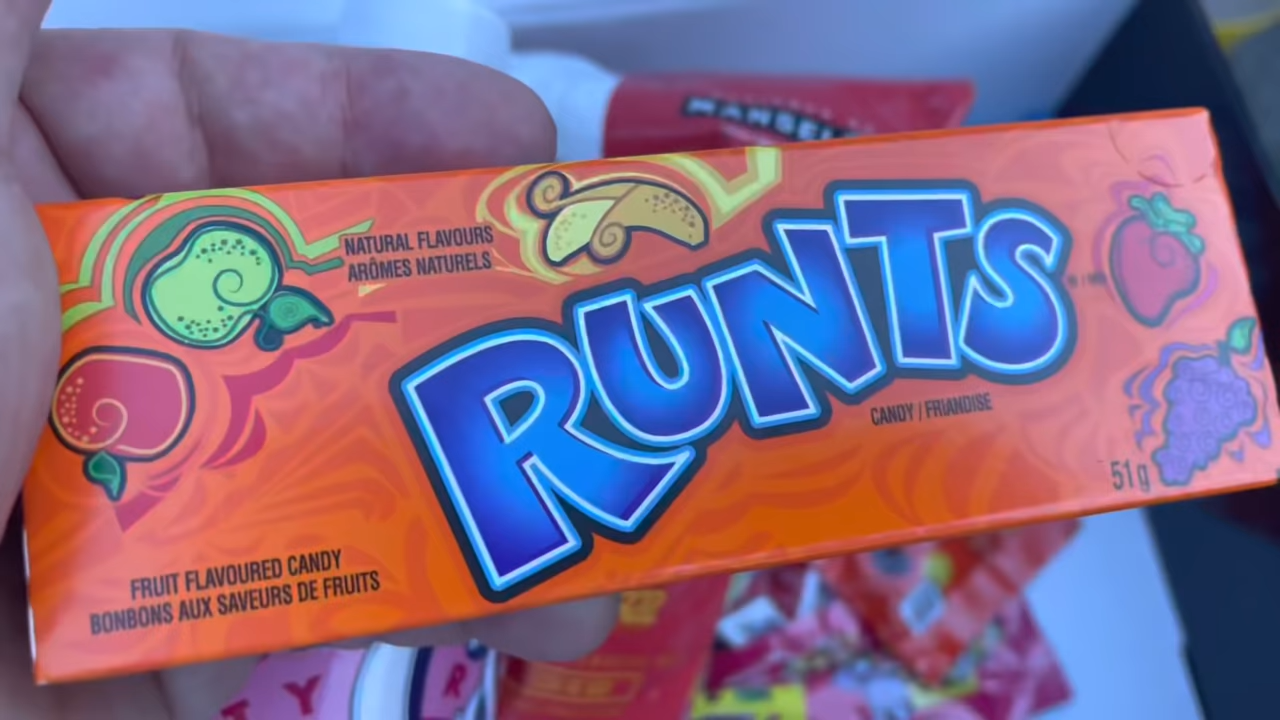 NATURAL FLAVOURS
ARÔMES NATURELS
RUNTS
CANDY / FRIANDISE
51g
FRUIT FLAVOURED CANDY
BONBONS AUX SAVEURS DE FRUITS
T Y
R